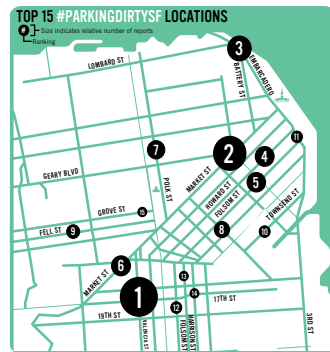 TOP 15 #PARKINGDIRTYSF LOCATIONS
# Size indicates relative number of reports
Ranking
3
EMBARCADERO
LOMBARD ST
BATTERY ST
11
7
2
4
MARKET ST
GEARY BLVD
POLK ST
HOWARD ST
5
FOLSOM ST
TOWNSEND ST
GROVE ST
15
FELL ST
9
8
10
6
MARKET ST
13
1
14
17TH ST
12
19TH ST
VALENCIA ST
FOLSOM ST
HARRISON ST
3RD ST